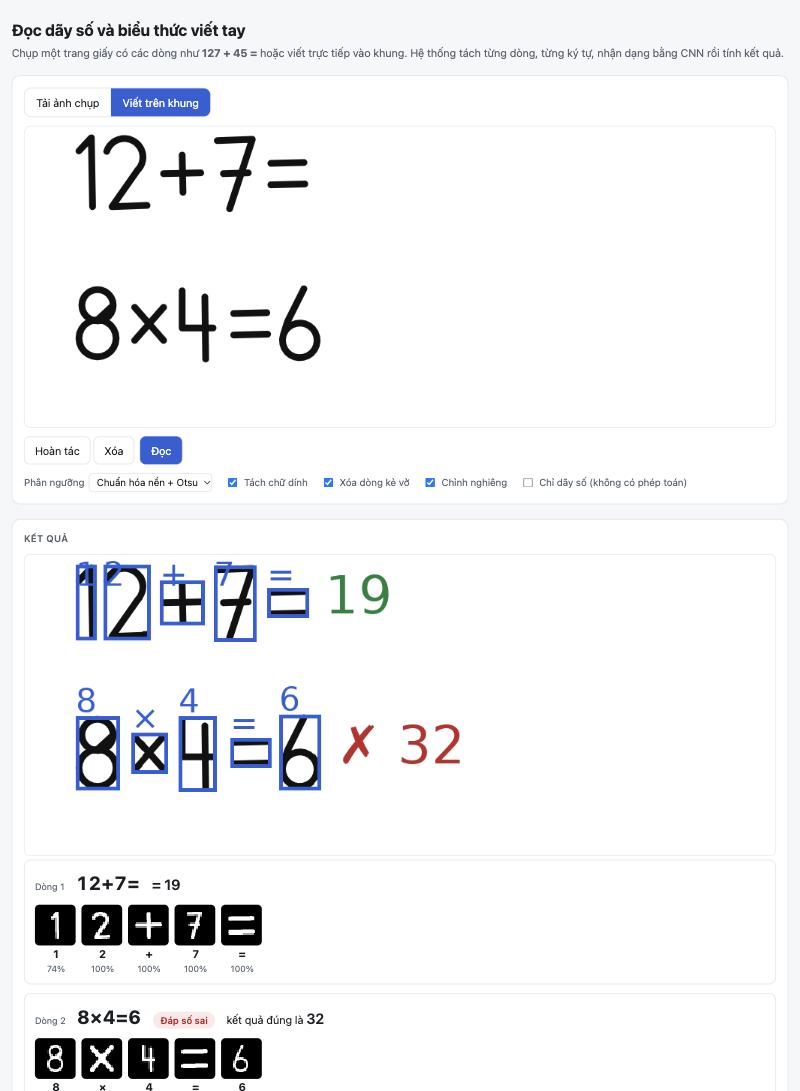 Đọc dãy số và biểu thức viết tay
Chụp một trang giấy có các dòng như 127 + 45 = hoặc viết trực tiếp vào khung. Hệ thống tách từng dòng, từng ký tự, nhận dạng bằng CNN rồi tính kết quả.
Tải ảnh chụp Viết trên khung
12+7=
8×4=6
Hoàn tác Xóa Đọc
Phân ngưỡng Chuẩn hóa nền + Otsu Tách chữ dính Xóa dòng kẻ vở Chỉnh nghiêng Chỉ dãy số (không có phép toán)
KẾT QUẢ
1 2 + 7 =
12+7= 19
8 × 4 = 6
8×4=6 ✗ 32
Dòng 1 12+7= = 19
1 2 + 7 =
1 2 + 7 =
74% 100% 100% 100% 100%
Dòng 2 8×4=6 Đáp số sai kết quả đúng là 32
8 × 4 = 6
8 × 4 = 6